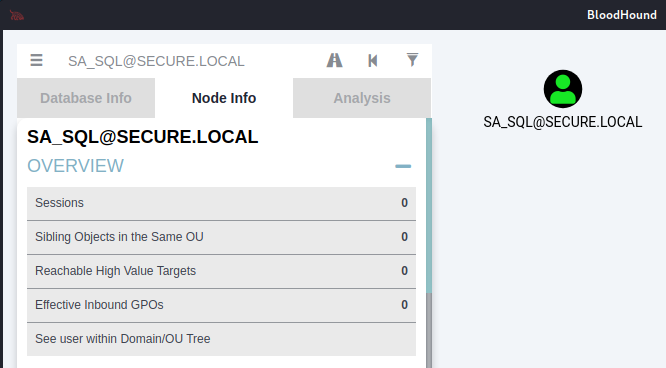 BloodHound
SA_SQL@SECURE.LOCAL
Database Info Node Info Analysis
SA_SQL@SECURE.LOCAL
OVERVIEW
Sessions 0
Sibling Objects in the Same OU 0
Reachable High Value Targets 0
Effective Inbound GPOs 0
See user within Domain/OU Tree
SA_SQL@SECURE.LOCAL